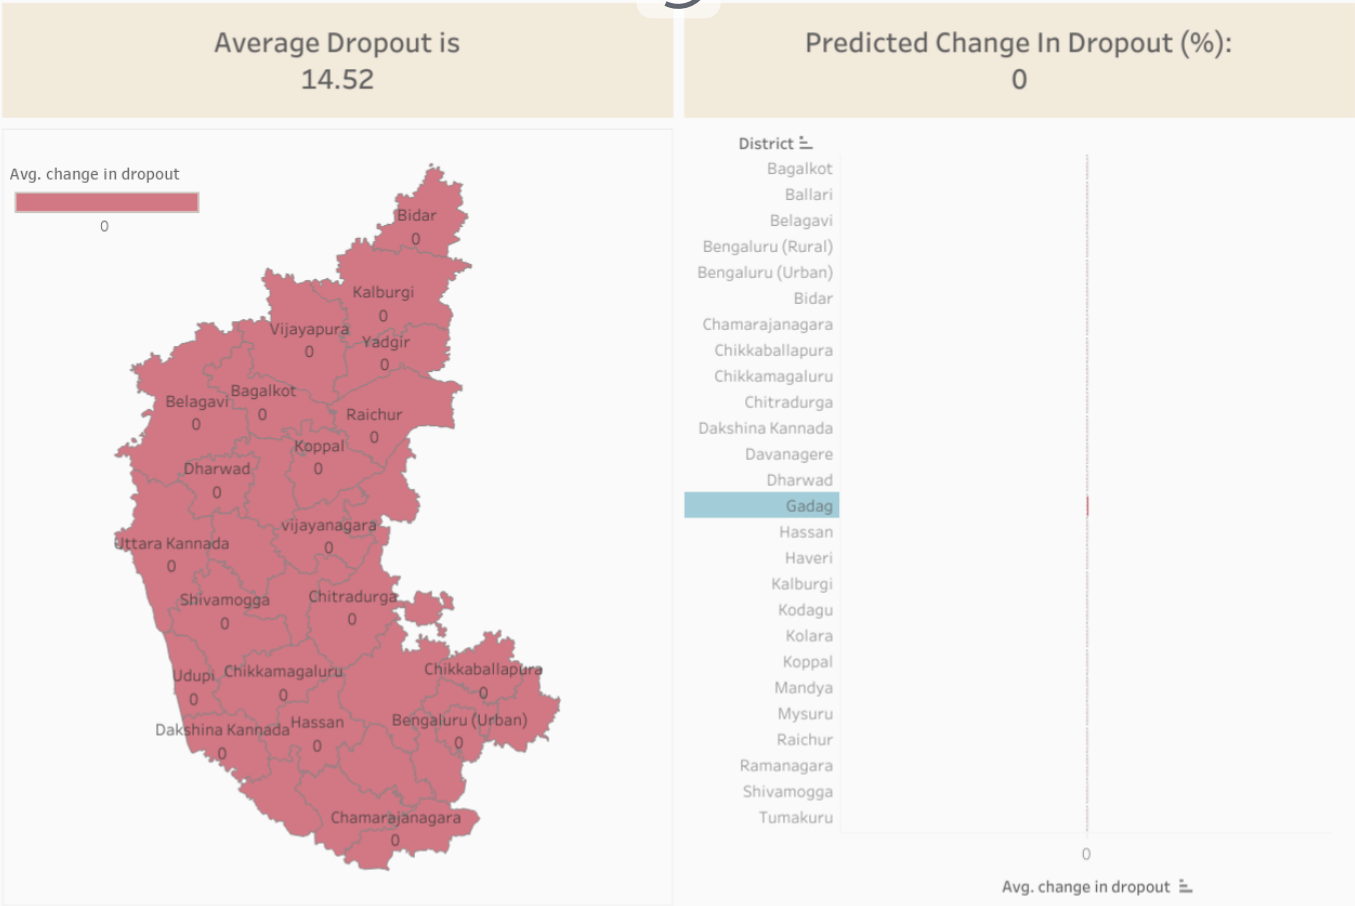 Average Dropout is
14.52
Predicted Change In Dropout (%):
0
Avg. change in dropout
0
Bidar
0
Kalburgi
0
Vijayapura
0
Yadgir
0
Bagalkot
0
Belagavi
0
Raichur
0
Koppal
0
Dharwad
0
vijayanagara
0
Uttara Kannada
0
Shivamogga
0
Chitradurga
0
Udupi
0
Chikkamagaluru
0
Chikkaballapura
0
Dakshina Kannada
0
Hassan
0
Bengaluru (Urban)
0
Chamarajanagara
0
District
Bagalkot
Ballari
Belagavi
Bengaluru (Rural)
Bengaluru (Urban)
Bidar
Chamarajanagara
Chikkaballapura
Chikkamagaluru
Chitradurga
Dakshina Kannada
Davanagere
Dharwad
Gadag
Hassan
Haveri
Kalburgi
Kodagu
Kolara
Koppal
Mandya
Mysuru
Raichur
Ramanagara
Shivamogga
Tumakuru
0
Avg. change in dropout